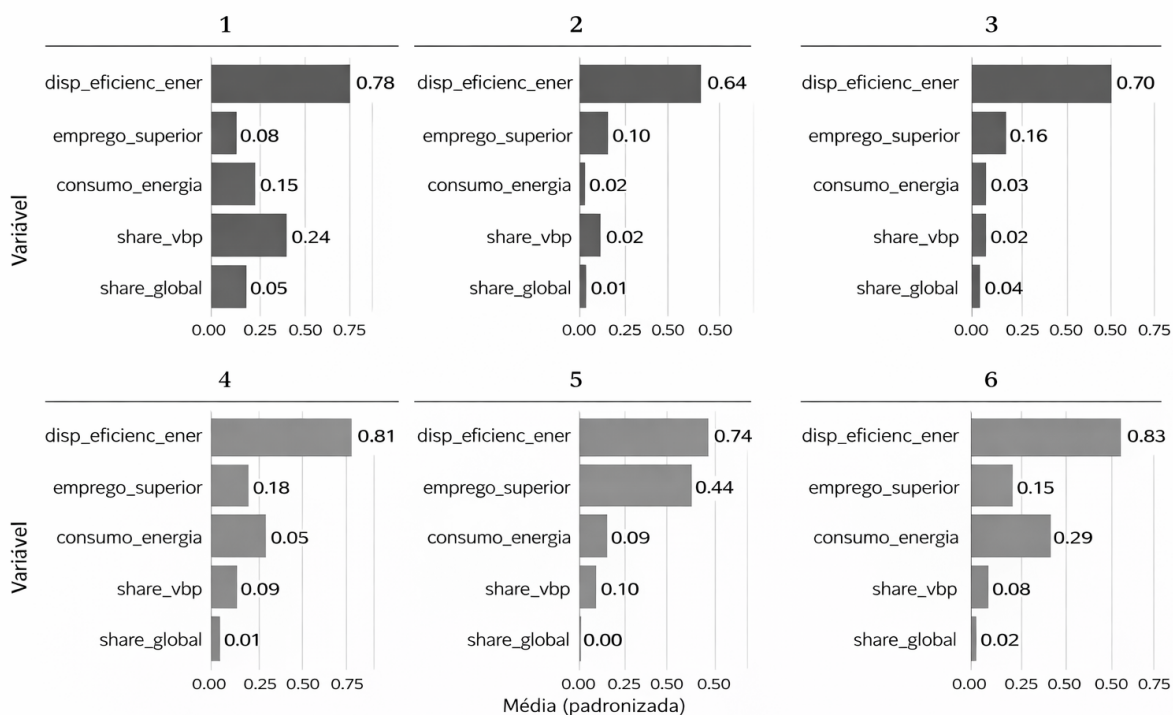 1
disp_eficienc_ener 0.78
emprego_superior 0.08
consumo_energia 0.15
share_vbp 0.24
share_global 0.05
0.00 0.25 0.50 0.75
Variável
2
disp_eficienc_ener 0.64
emprego_superior 0.10
consumo_energia 0.02
share_vbp 0.02
share_global 0.01
0.00 0.25 0.50
3
disp_eficienc_ener 0.70
emprego_superior 0.16
consumo_energia 0.03
share_vbp 0.02
share_global 0.04
0.00 0.25 0.50 0.50 0.75
4
disp_eficienc_ener 0.81
emprego_superior 0.18
consumo_energia 0.05
share_vbp 0.09
share_global 0.01
0.00 0.25 0.50 0.75
Variável
5
disp_eficienc_ener 0.74
emprego_superior 0.44
consumo_energia 0.09
share_vbp 0.10
share_global 0.00
0.00 0.25 0.50 0.50
Média (padronizada)
6
disp_eficienc_ener 0.83
emprego_superior 0.15
consumo_energia 0.29
share_vbp 0.08
share_global 0.02
0.00 0.25 0.50 0.50 0.75